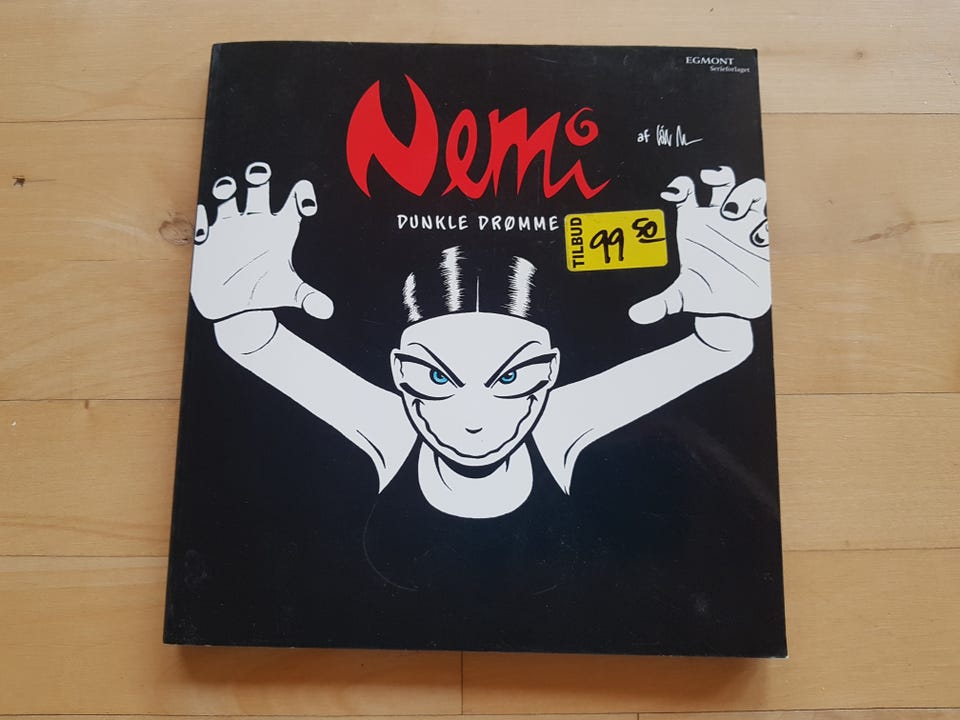 EGMONT
Serieforlaget
Nemi
af
DUNKLE DRØMME
TILBUD
99 50